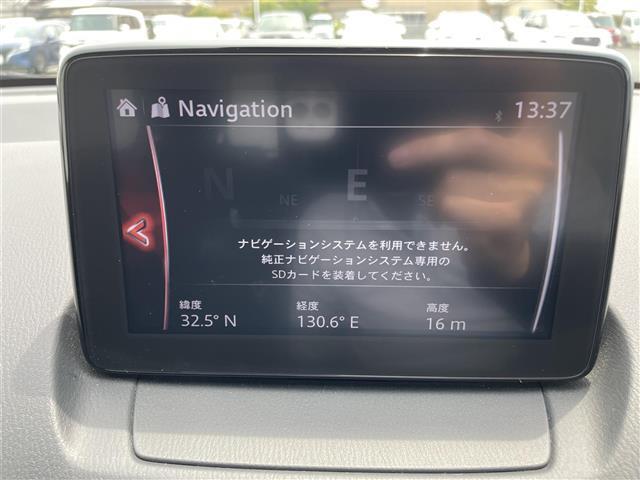 Navigation
13:37
N
NE
E
SE
ナビゲーションシステムを利用できません。
純正ナビゲーションシステム専用の
SDカードを装着してください。
緯度
経度
高度
32.5° N
130.6° E
16 m